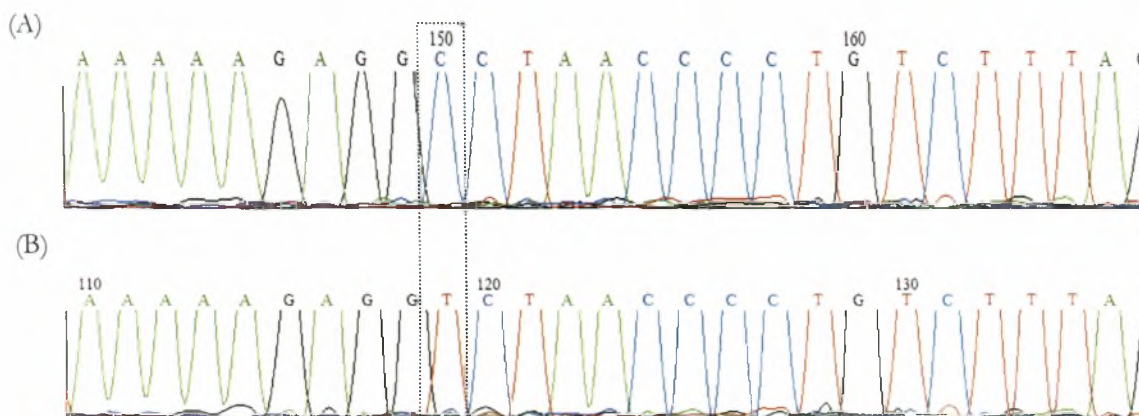 (A)
150 160
A A A A A G A G G C C T A A C C C C T G T C T T T A
(B)
110 120 130
A A A A A G A G G T C T A A C C C C T G T C T T T A